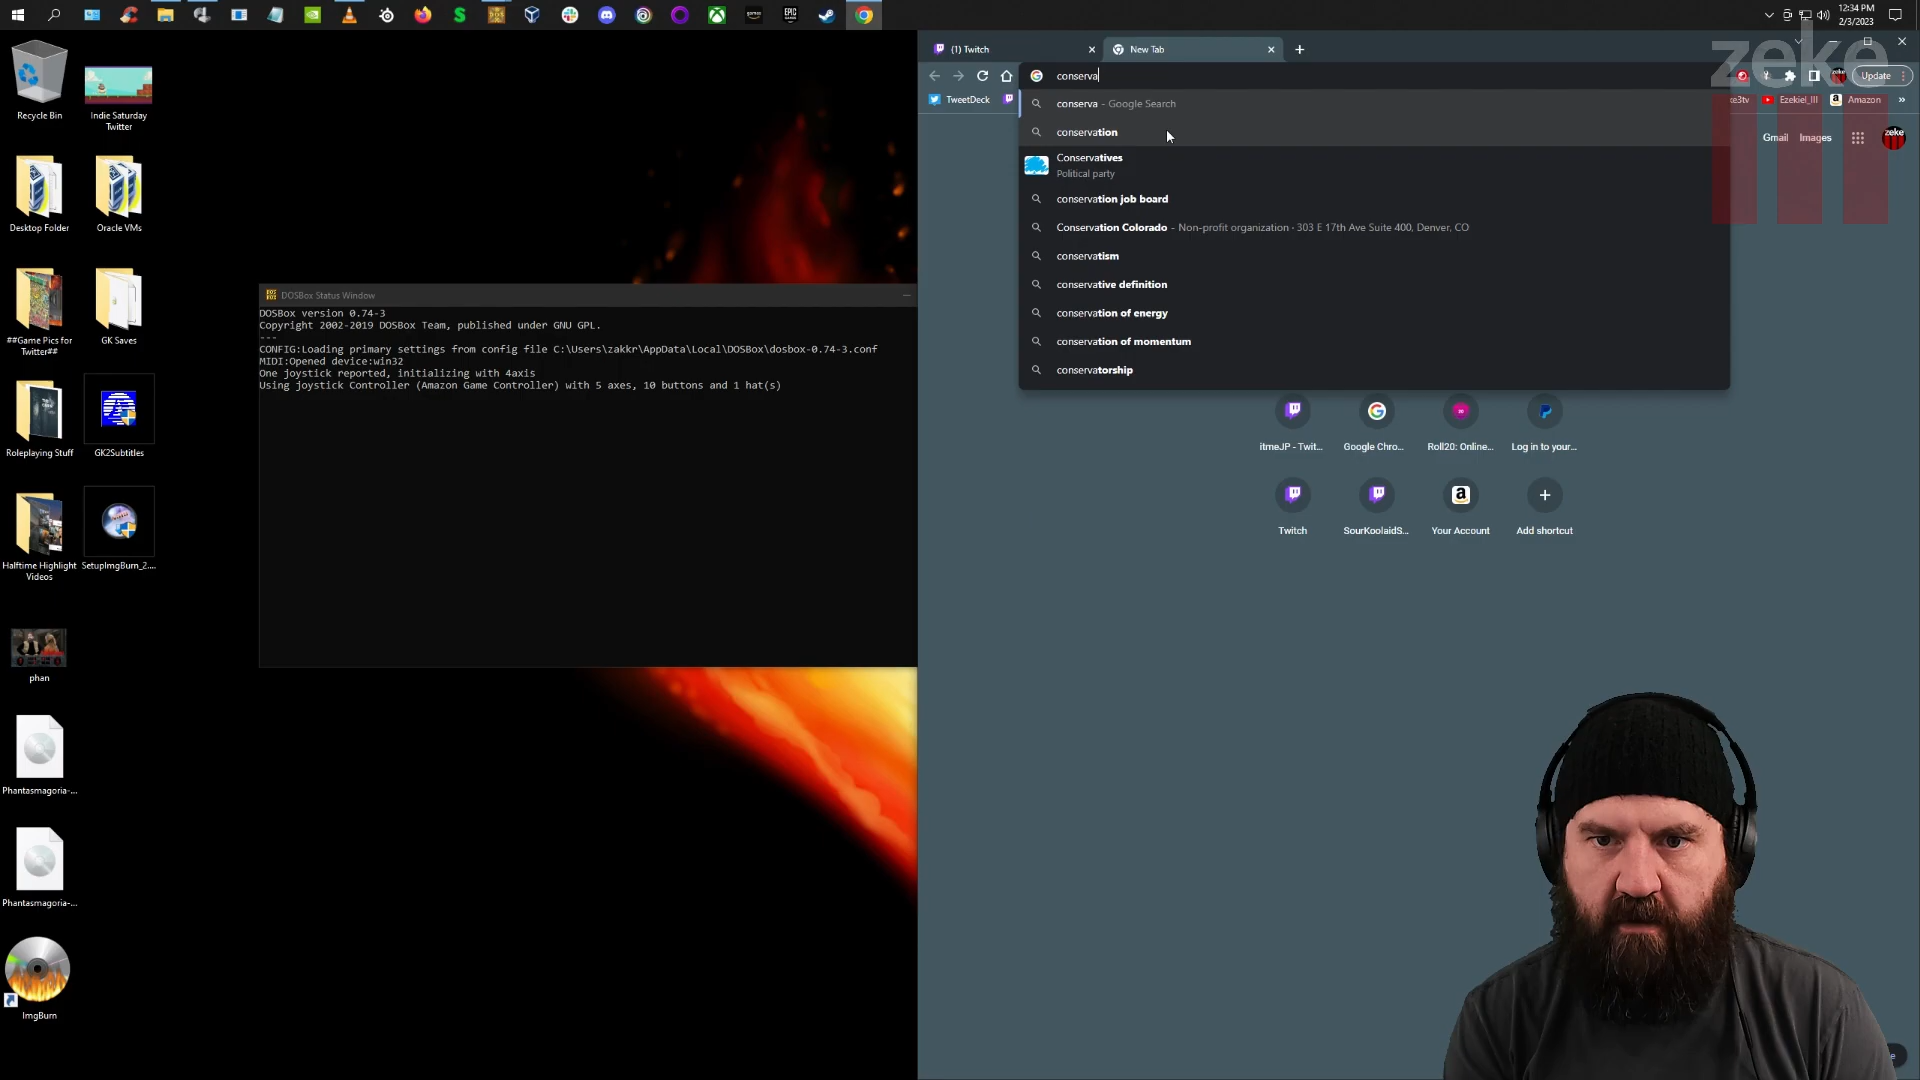 12:34 PM
2/3/2023
zeke
Recycle Bin
Indie Saturday
Twitter
Desktop Folder
Oracle VMs
##Game Pics for
Twitter##
GK Saves
Roleplaying Stuff
GK2Subtitles
Halftime Highlight
Videos
SetupImgBurn_2....
phan
Phantasmagoria-...
Phantasmagoria-...
ImgBurn
DOSBox Status Window
DOSBox version 0.74-3
Copyright 2002-2019 DOSBox Team, published under GNU GPL.
---
CONFIG:Loading primary settings from config file C:\Users\zakkr\AppData\Local\DOSBox\dosbox-0.74-3.conf
MIDI:Opened device:win32
One joystick reported, initializing with 4axis
Using joystick Controller (Amazon Game Controller) with 5 axes, 10 buttons and 1 hat(s)
(1) Twitch
New Tab
conserva
Update
TweetDeck
ke3tv
Ezekiel_III
Amazon
»
conserva - Google Search
conservation
Conservatives
Political party
conservation job board
Conservation Colorado - Non-profit organization · 303 E 17th Ave Suite 400, Denver, CO
conservatism
conservative definition
conservation of energy
conservation of momentum
conservatorship
Gmail Images
zeke
itmeJP - Twit...
Google Chro...
Roll20: Online...
Log in to your...
Twitch
SourKoolaidS...
Your Account
Add shortcut